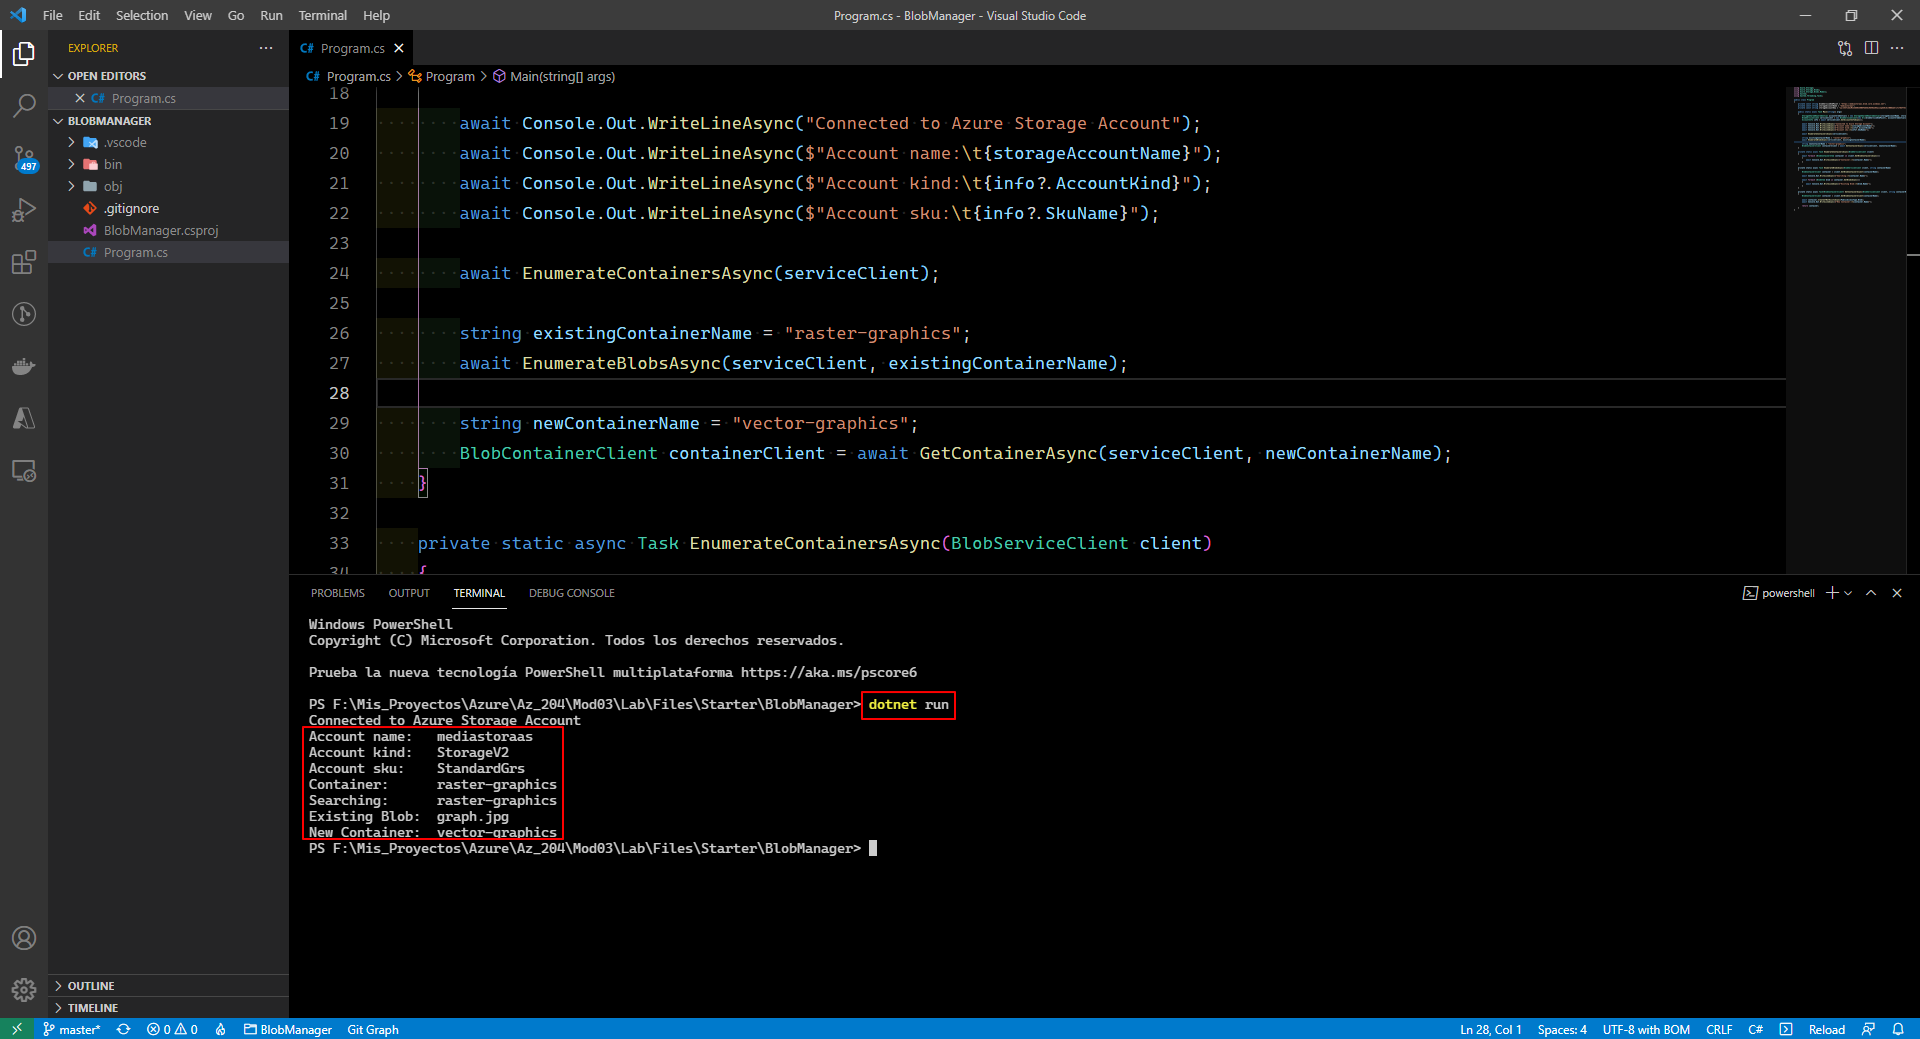 File Edit Selection View Go Run Terminal Help
Program.cs - BlobManager - Visual Studio Code
EXPLORER
OPEN EDITORS
C# Program.cs
BLOBMANAGER
.vscode
bin
obj
.gitignore
BlobManager.csproj
C# Program.cs
OUTLINE
TIMELINE
497
C# Program.cs
C# Program.cs > Program > Main(string[] args)
18
19 await Console.Out.WriteLineAsync("Connected to Azure Storage Account");
20 await Console.Out.WriteLineAsync($"Account name:\t{storageAccountName}");
21 await Console.Out.WriteLineAsync($"Account kind:\t{info?.AccountKind}");
22 await Console.Out.WriteLineAsync($"Account sku:\t{info?.SkuName}");
23
24 await EnumerateContainersAsync(serviceClient);
25
26 string existingContainerName = "raster-graphics";
27 await EnumerateBlobsAsync(serviceClient, existingContainerName);
28
29 string newContainerName = "vector-graphics";
30 BlobContainerClient containerClient = await GetContainerAsync(serviceClient, newContainerName);
31 }
32
33 private static async Task EnumerateContainersAsync(BlobServiceClient client)
34 {
PROBLEMS OUTPUT TERMINAL DEBUG CONSOLE
powershell
Windows PowerShell
Copyright (C) Microsoft Corporation. Todos los derechos reservados.
Prueba la nueva tecnología PowerShell multiplataforma https://aka.ms/pscore6
PS F:\Mis_Proyectos\Azure\Az_204\Mod03\Lab\Files\Starter\BlobManager> dotnet run
Connected to Azure Storage Account
Account name: mediastoraas
Account kind: StorageV2
Account sku: StandardGrs
Container: raster-graphics
Searching: raster-graphics
Existing Blob: graph.jpg
New Container: vector-graphics
PS F:\Mis_Proyectos\Azure\Az_204\Mod03\Lab\Files\Starter\BlobManager>
master* 0 0 BlobManager Git Graph
Ln 28, Col 1 Spaces: 4 UTF-8 with BOM CRLF C# Reload